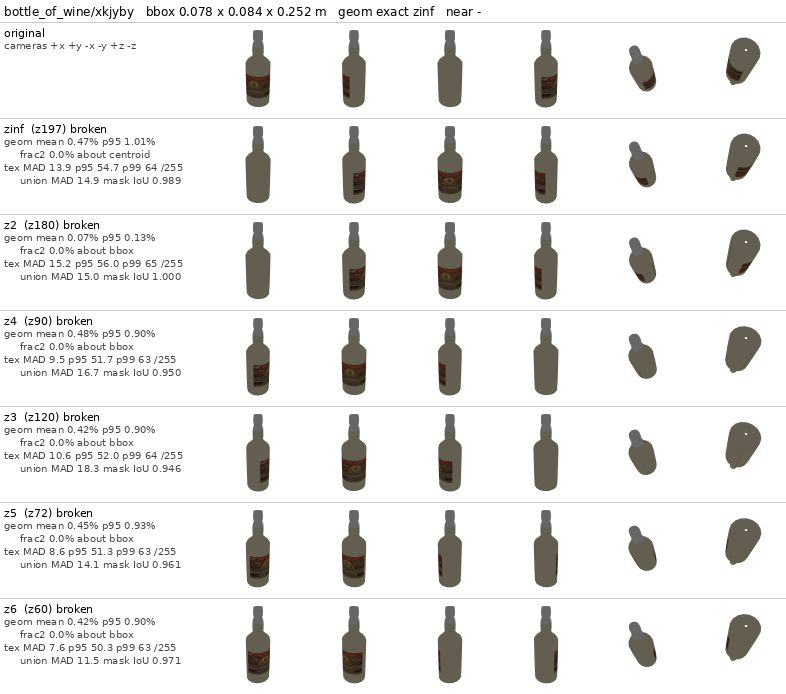 bottle_of_wine/xkjyby bbox 0.078 x 0.084 x 0.252 m geom exact zinf near -
original
cameras +x +y -x -y +z -z
zinf (z197) broken
geom mean 0.47% p95 1.01%
frac2 0.0% about centroid
tex MAD 13.9 p95 54.7 p99 64 /255
union MAD 14.9 mask IoU 0.989
z2 (z180) broken
geom mean 0.07% p95 0.13%
frac2 0.0% about bbox
tex MAD 15.2 p95 56.0 p99 65 /255
union MAD 15.0 mask IoU 1.000
z4 (z90) broken
geom mean 0.48% p95 0.90%
frac2 0.0% about bbox
tex MAD 9.5 p95 51.7 p99 63 /255
union MAD 16.7 mask IoU 0.950
z3 (z120) broken
geom mean 0.42% p95 0.90%
frac2 0.0% about bbox
tex MAD 10.6 p95 52.0 p99 64 /255
union MAD 18.3 mask IoU 0.946
z5 (z72) broken
geom mean 0.45% p95 0.93%
frac2 0.0% about bbox
tex MAD 8.6 p95 51.3 p99 63 /255
union MAD 14.1 mask IoU 0.961
z6 (z60) broken
geom mean 0.42% p95 0.90%
frac2 0.0% about bbox
tex MAD 7.6 p95 50.3 p99 63 /255
union MAD 11.5 mask IoU 0.971